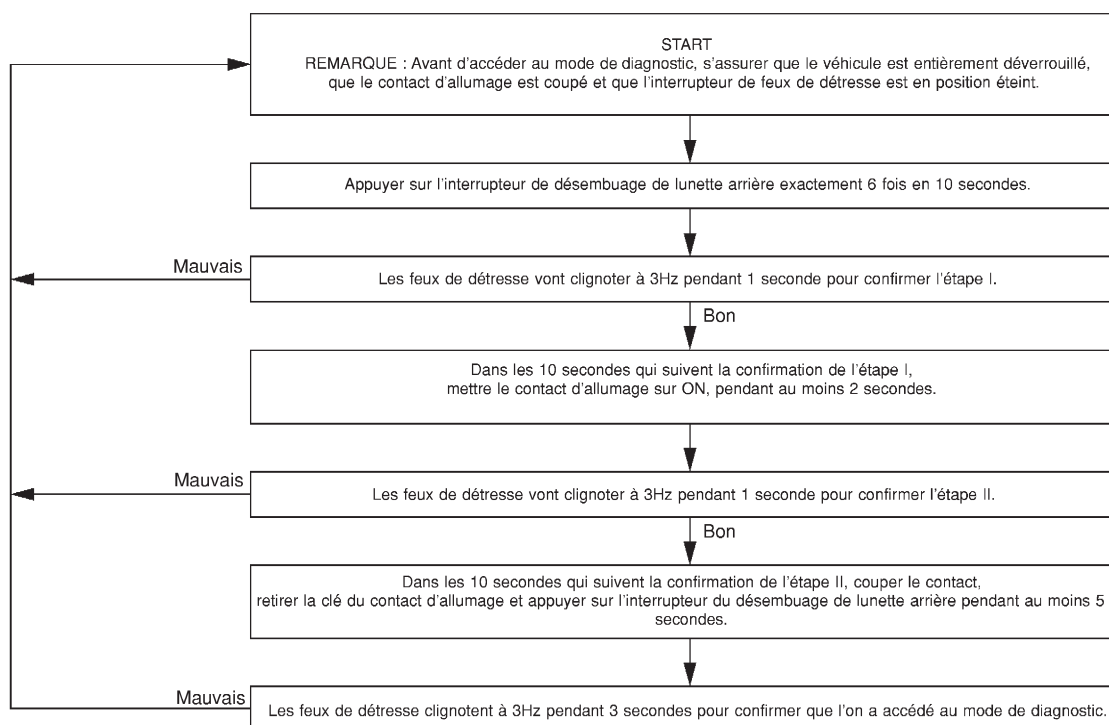 START
REMARQUE : Avant d'accéder au mode de diagnostic, s'assurer que le véhicule est entièrement déverrouillé,
que le contact d'allumage est coupé et que l'interrupteur de feux de détresse est en position éteint.
Appuyer sur l'interrupteur de désembuage de lunette arrière exactement 6 fois en 10 secondes.
Mauvais
Les feux de détresse vont clignoter à 3Hz pendant 1 seconde pour confirmer l'étape I.
Bon
Dans les 10 secondes qui suivent la confirmation de l'étape I,
mettre le contact d'allumage sur ON, pendant au moins 2 secondes.
Mauvais
Les feux de détresse vont clignoter à 3Hz pendant 1 seconde pour confirmer l'étape II.
Bon
Dans les 10 secondes qui suivent la confirmation de l'étape II, couper le contact,
retirer la clé du contact d'allumage et appuyer sur l'interrupteur du désembuage de lunette arrière pendant au moins 5
secondes.
Mauvais
Les feux de détresse clignotent à 3Hz pendant 3 secondes pour confirmer que l'on a accédé au mode de diagnostic.